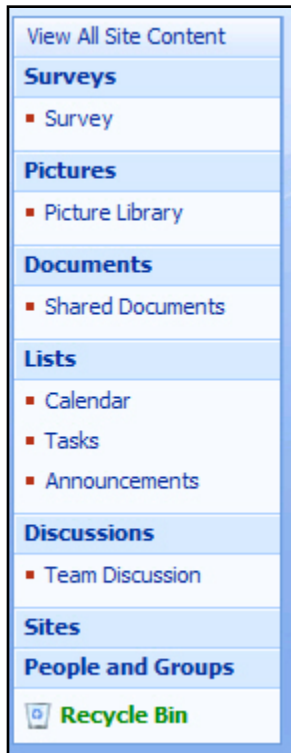 View All Site Content
Surveys
Survey
Pictures
Picture Library
Documents
Shared Documents
Lists
Calendar
Tasks
Announcements
Discussions
Team Discussion
Sites
People and Groups
Recycle Bin